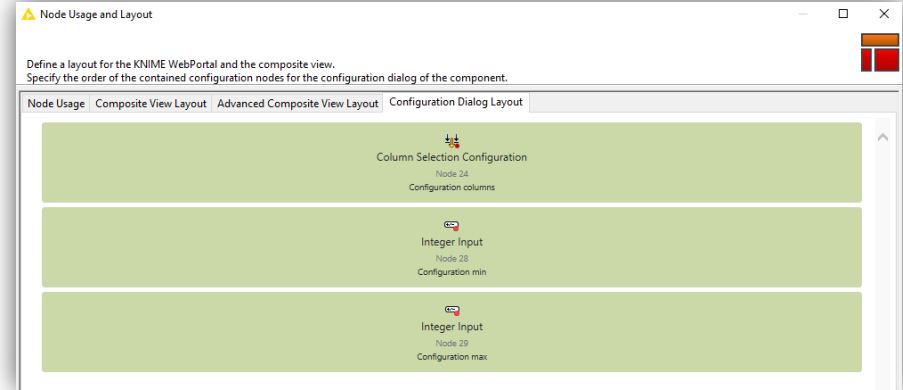 Node Usage and Layout
Define a layout for the KNIME WebPortal and the composite view.
Specify the order of the contained configuration nodes for the configuration dialog of the component.
Node Usage Composite View Layout Advanced Composite View Layout Configuration Dialog Layout
Column Selection Configuration
Node 24
Configuration columns
Integer Input
Node 28
Configuration min
Integer Input
Node 29
Configuration max